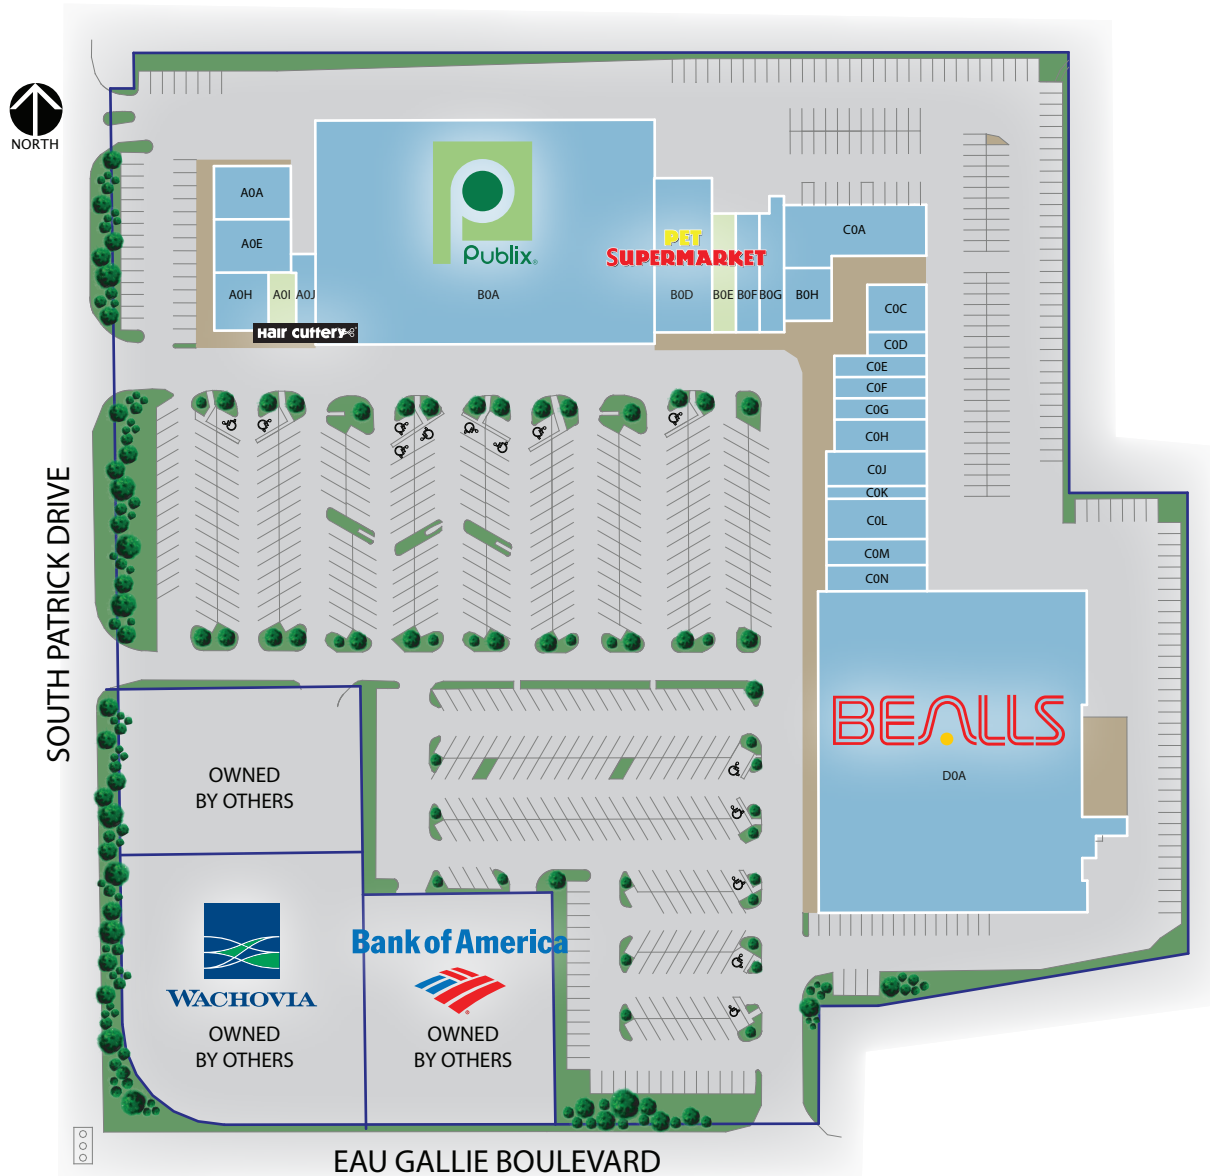 NORTH
A0A
A0E
A0H
A0I
A0J
Hair Cuttery
Publix
B0A
PET
SUPERMARKET
B0D
B0E
B0F
B0G
B0H
C0A
C0C
C0D
C0E
C0F
C0G
C0H
C0J
C0K
C0L
C0M
C0N
BEALLS
D0A
SOUTH PATRICK DRIVE
OWNED
BY OTHERS
WACHOVIA
OWNED
BY OTHERS
Bank of America
OWNED
BY OTHERS
EAU GALLIE BOULEVARD